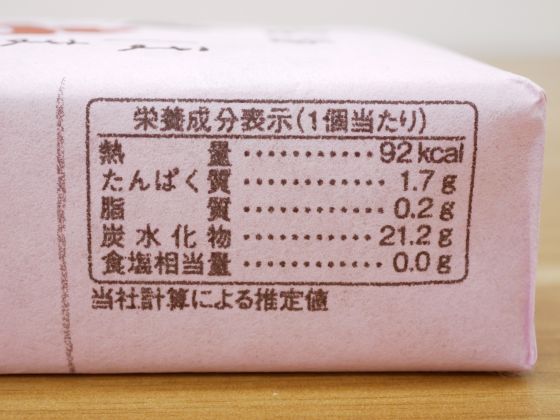 栄養成分表示(1個当たり)
熱量 ············ 92kcal
たんぱく質 ············ 1.7g
脂質 ············ 0.2g
炭水化物 ············ 21.2g
食塩相当量 ············ 0.0g
当社計算による推定値